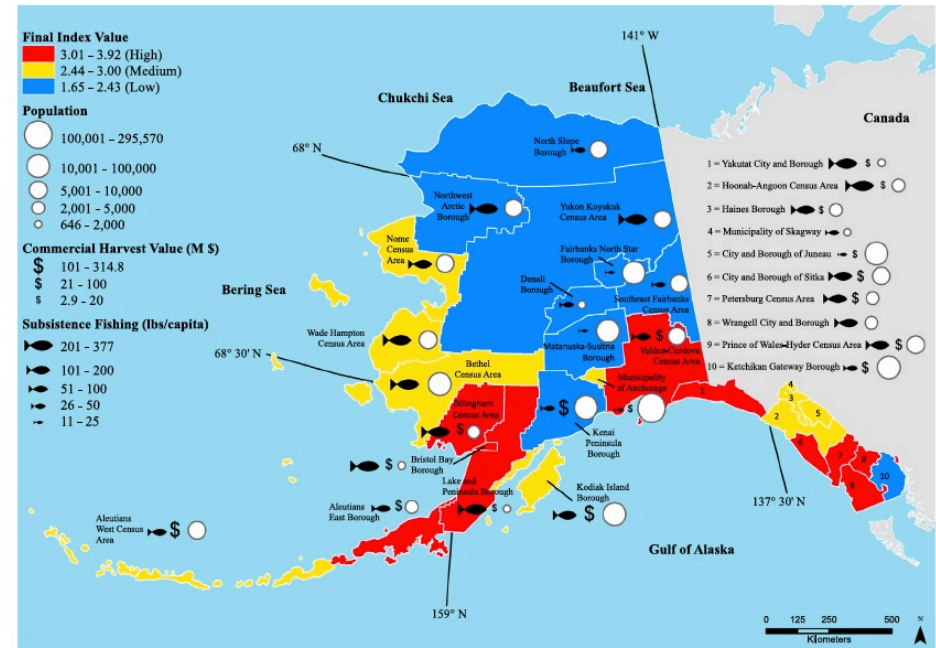 Final Index Value
3.01 – 3.92 (High)
2.44 – 3.00 (Medium)
1.65 – 2.43 (Low)
Population
100,001 – 295,570
10,001 – 100,000
5,001 – 10,000
2,001 – 5,000
646 – 2,000
Commercial Harvest Value (M $)
$ 101 - 314.8
$ 21 - 100
$ 2.9 - 20
Subsistence Fishing (lbs/capita)
201 - 377
101 - 200
51 - 100
26 - 50
11 - 25
141° W
Beaufort Sea
Chukchi Sea
Canada
68° N
North Slope
Borough
Northwest
Arctic
Borough
Yukon Koyukuk
Census Area
Nome
Census
Area
Fairbanks North Star
Borough
Denali
Borough
Southeast Fairbanks
Census Area
Bering Sea
Wade Hampton
Census Area
68° 30' N
Matanuska-Susitna
Borough
$
Valdez-Cordova
Census Area
Bethel
Census Area
Municipality
of Anchorage
$
Dillingham
Census Area
$
$
Kenai
Peninsula
Borough
Bristol Bay
Borough
$
Lake and
Peninsula Borough
$
Kodiak Island
Borough
$
Aleutians
East Borough
$
Aleutians
West Census
Area
$
159° N
137° 30' N
Gulf of Alaska
1 = Yakutat City and Borough $
2 = Hoonah-Angoon Census Area $
3 = Haines Borough $
4 = Municipality of Skagway
5 = City and Borough of Juneau $
6 = City and Borough of Sitka $
7 = Petersburg Census Area $
8 = Wrangell City and Borough
9 = Prince of Wales-Hyder Census Area $
10 = Ketchikan Gateway Borough $
1
4
3
2
5
6
7
8
9
10
0 125 250 500
Kilometers
N